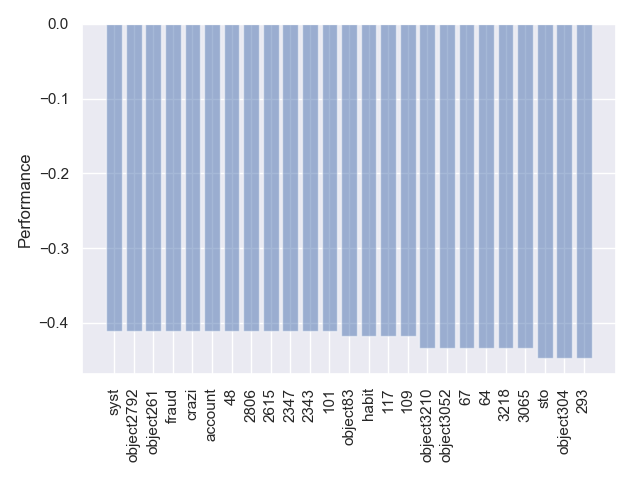 0.0
−0.1
−0.2
−0.3
−0.4
Performance
syst
object2792
object261
fraud
crazi
account
48
2806
2615
2347
2343
101
object83
habit
117
109
object3210
object3052
67
64
3218
3065
sto
object304
293